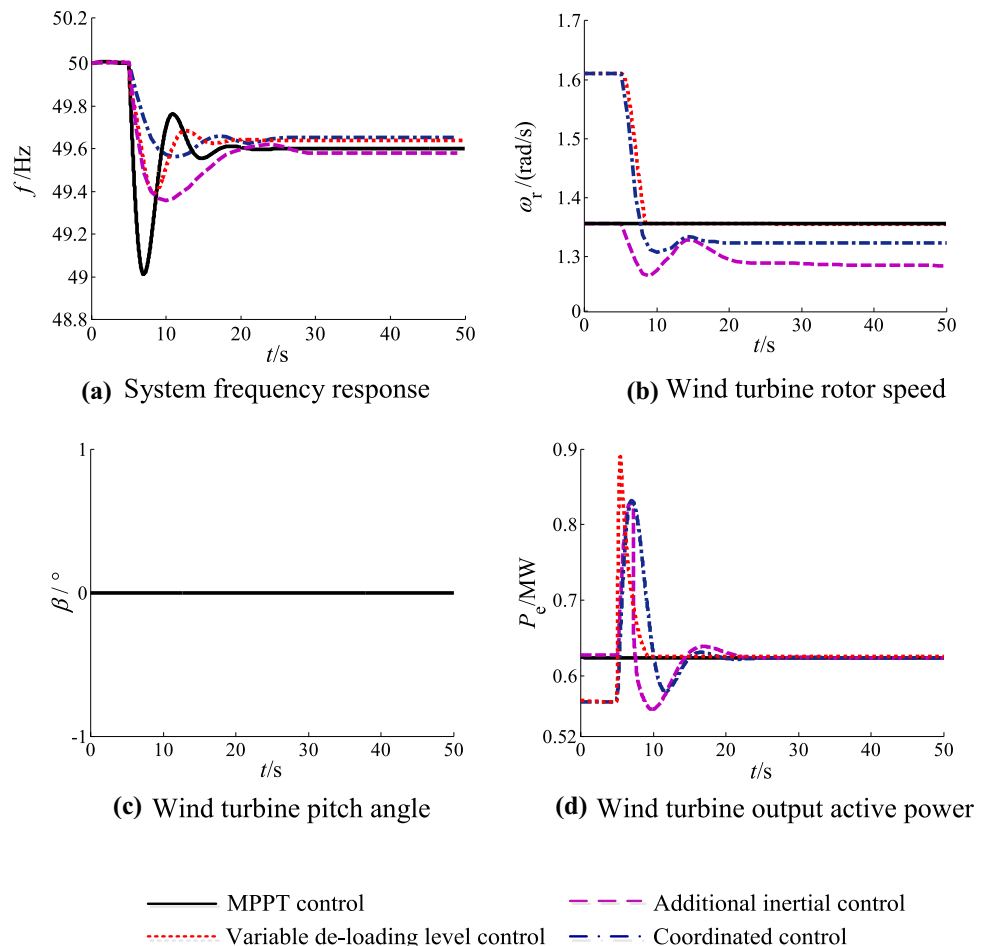 50.2
50
49.8
49.6
49.4
49.2
49
48.8
f /Hz
0 10 20 30 40 50
t/s
(a) System frequency response
1.7
1.6
1.5
1.4
1.3
0
ωr /(rad/s)
0 10 20 30 40 50
t/s
(b) Wind turbine rotor speed
1
0
-1
β / °
0 10 20 30 40 50
t/s
(c) Wind turbine pitch angle
0.9
0.8
0.7
0.6
0.52
Pe/MW
0 10 20 30 40 50
t/s
(d) Wind turbine output active power
MPPT control
Additional inertial control
Variable de-loading level control
Coordinated control